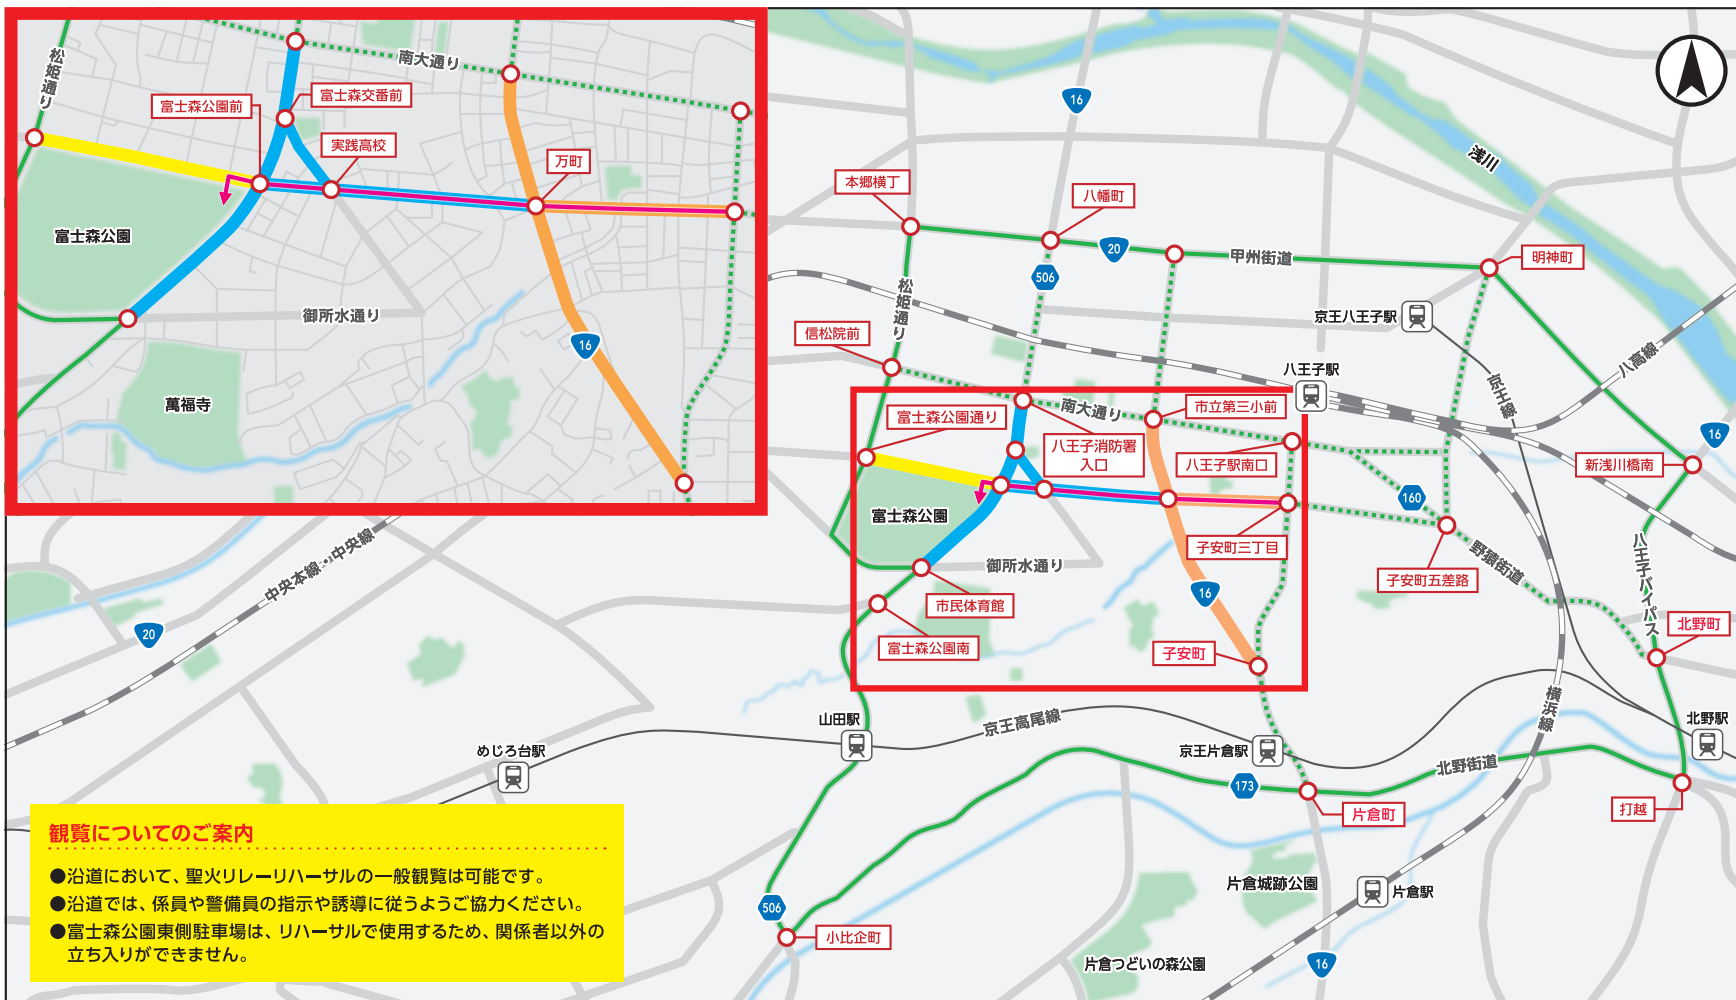 松姫通り
南大通り
富士森公園前
富士森交番前
実践高校
万町
富士森公園
御所水通り
16
萬福寺
16
浅川
本郷横丁
八幡町
20
506
甲州街道
明神町
松姫通り
京王八王子駅
信松院前
八王子駅
八高線
京王線
富士森公園通り
南大通り
市立第三小前
16
八王子消防署
入口
八王子駅南口
新浅川橋南
160
富士森公園
子安町三丁目
野猿街道
御所水通り
子安町五差路
八王子バイパス
中央本線・中央線
20
市民体育館
16
北野町
富士森公園南
子安町
横浜線
山田駅
京王高尾線
北野駅
めじろ台駅
京王片倉駅
北野街道
173
片倉町
打越
観覧についてのご案内
●沿道において、聖火リレーリハーサルの一般観覧は可能です。
●沿道では、係員や警備員の指示や誘導に従うようご協力ください。
●富士森公園東側駐車場は、リハーサルで使用するため、関係者以外の
立ち入りができません。
片倉城跡公園
片倉駅
506
小比企町
片倉つどいの森公園
16